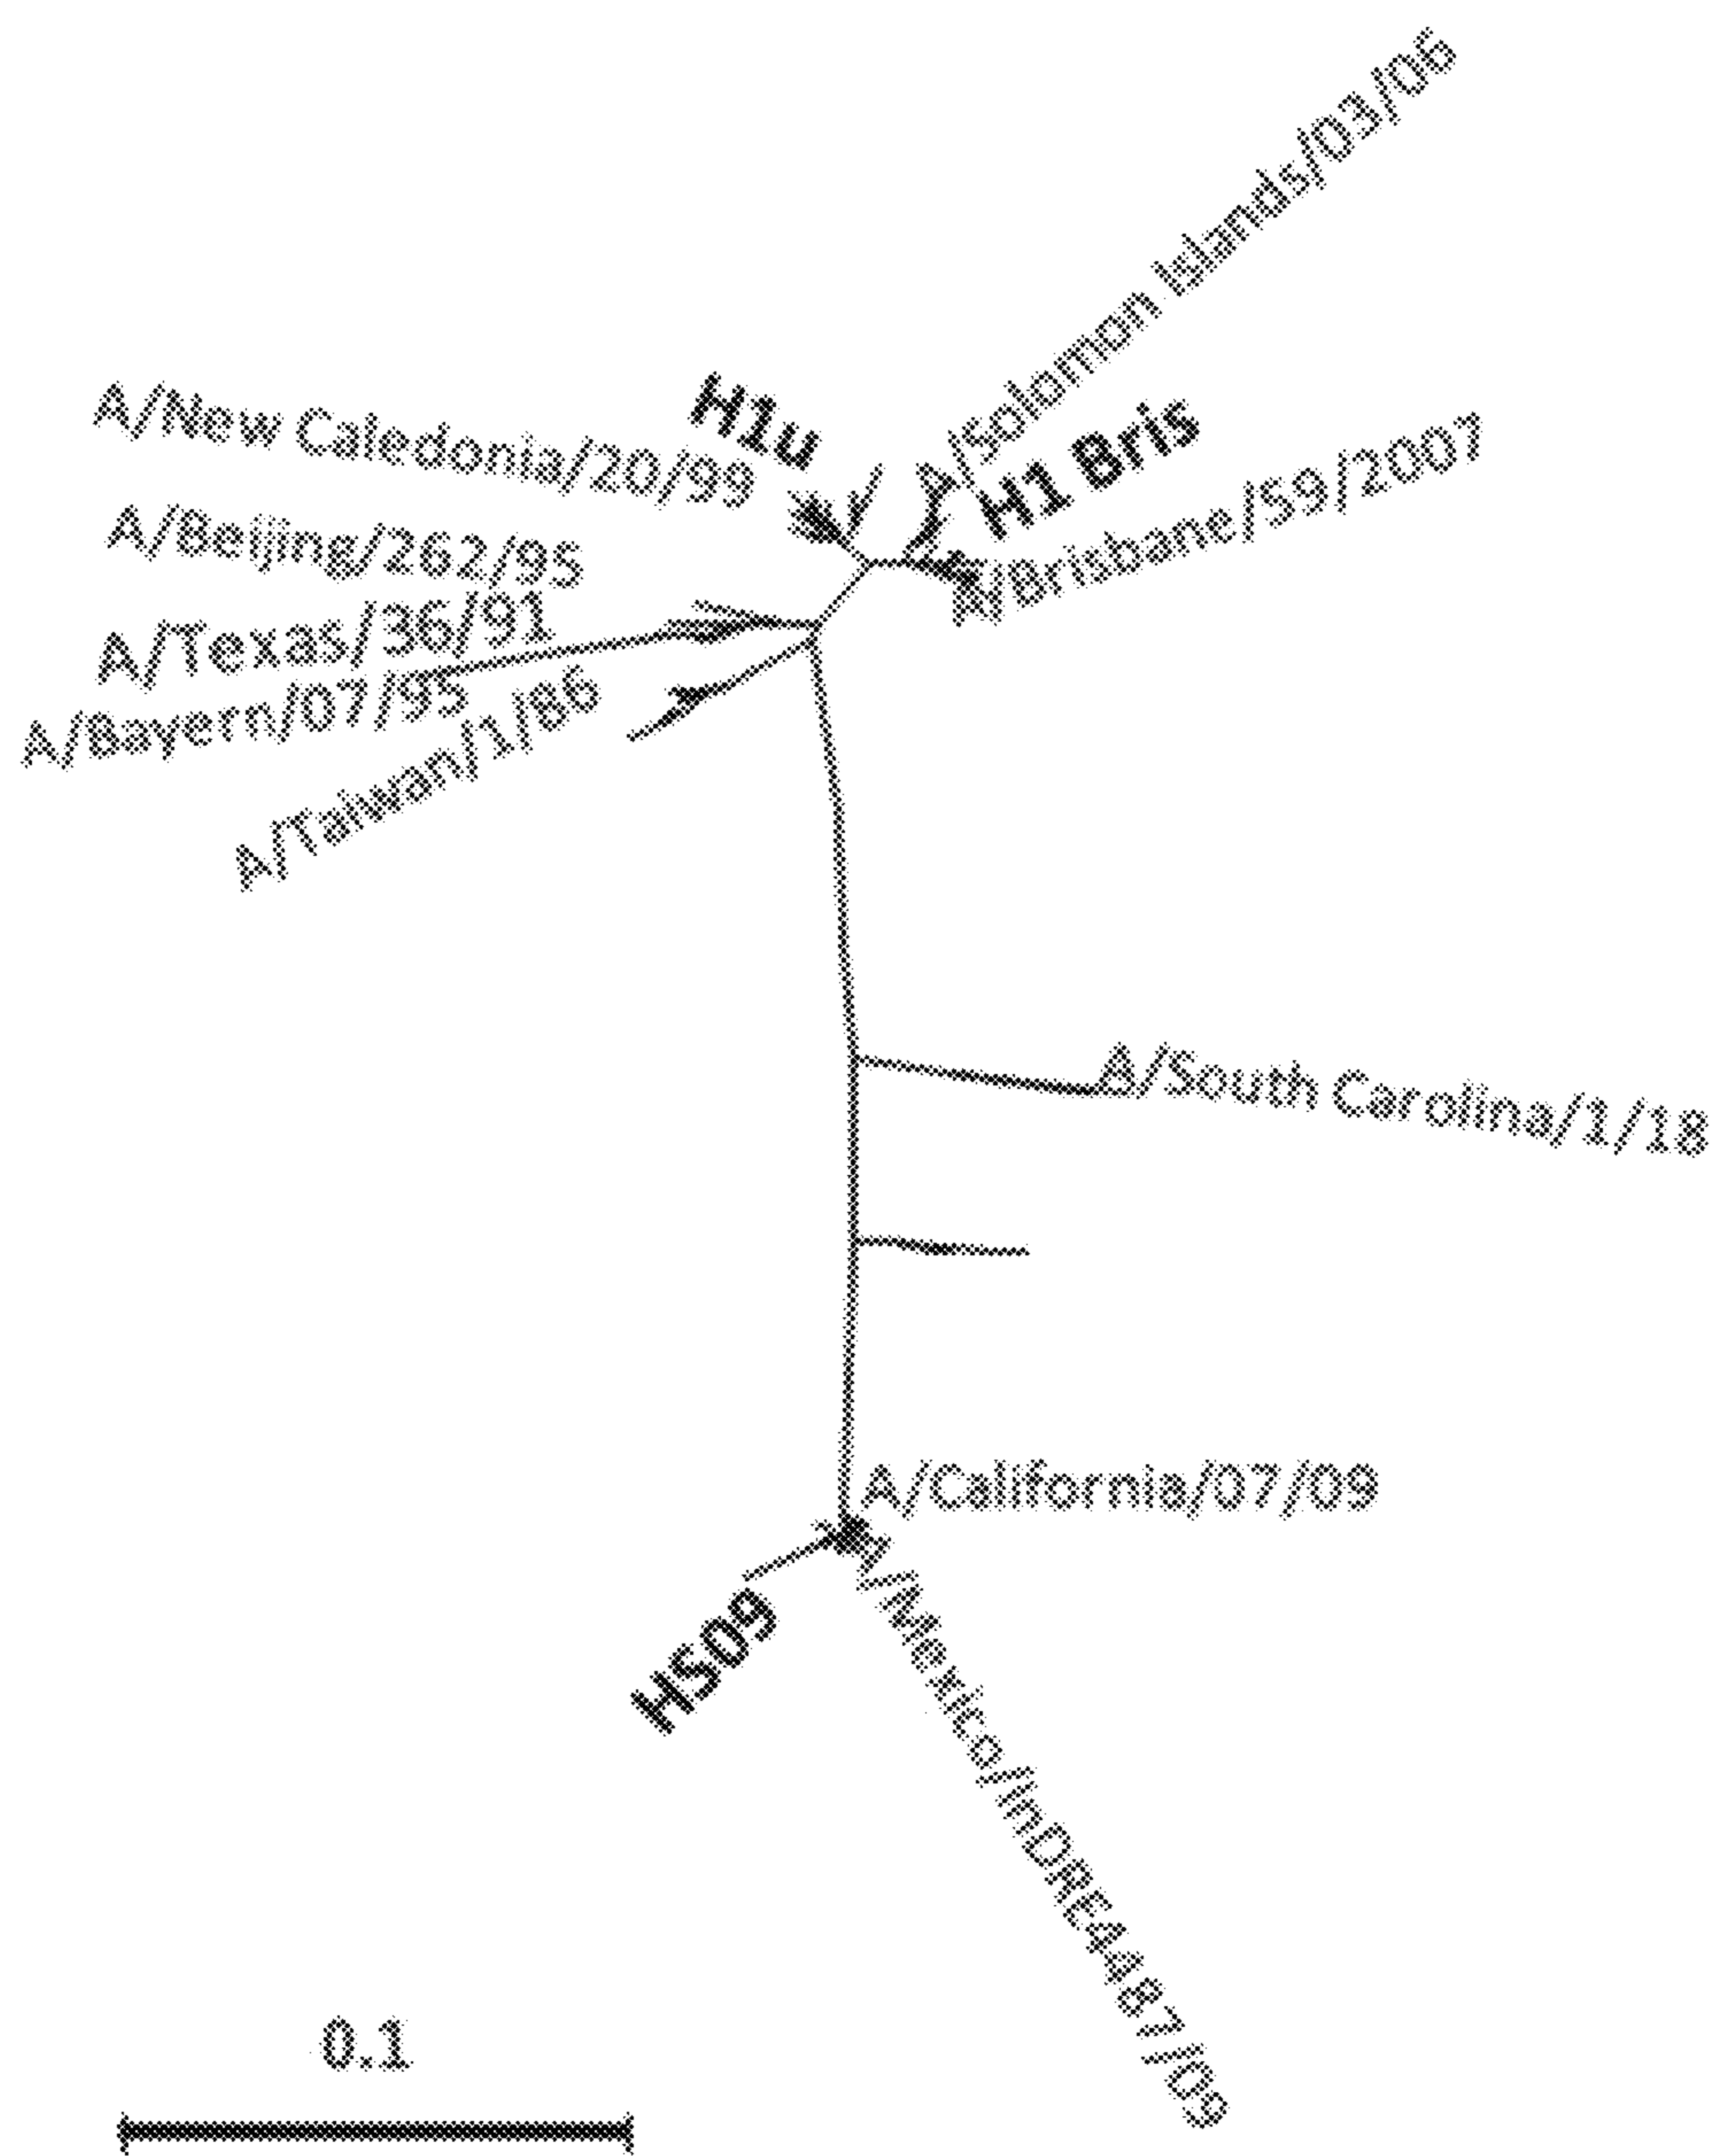 A/Solomon Islands/03/06
H1u
A/New Caledonia/20/99
H1 Bris
A/Brisbane/59/2007
A/Beijing/262/95
A/Texas/36/91
A/Bayern/07/95
A/Taiwan/1/86
A/South Carolina/1/18
A/California/07/09
HS09
A/Mexico/InDRE4487/09
0.1